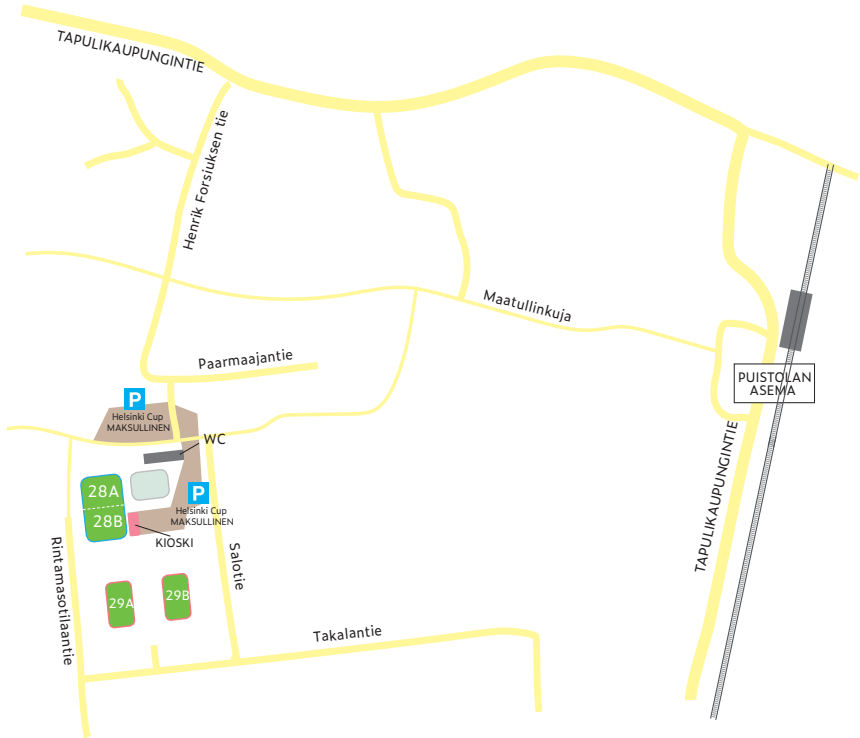 TAPULIKAUPUNGINTIE
Henrik Forsiuksen tie
Maatullinkuja
Paarmaajantie
PUISTOLAN
ASEMA
P
Helsinki Cup
MAKSULLINEN
WC
28A
28B
P
Helsinki Cup
MAKSULLINEN
KIOSKI
TAPULIKAUPUNGINTIE
Rintamasotilaantie
Salotie
29A
29B
Takalantie